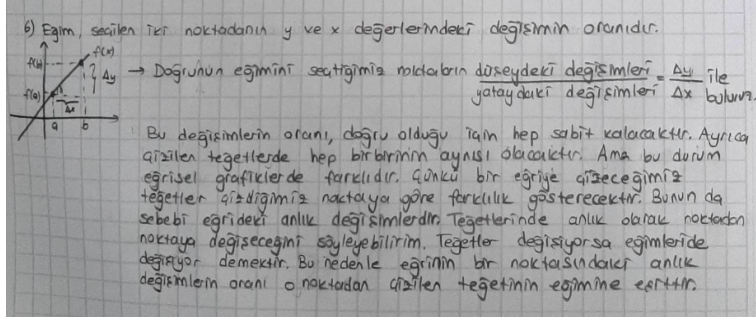 6) Eğim, seçilen iki noktadanın y ve x değerlerindeki değişimin oranıdır.
f(x)
f(b)
Δy
f(a)
Δx
a b
→ Doğrunun eğimini seçtiğimiz noktaların düşeydeki değişimleri / yataydaki değişimleri = Δy / Δx ile buluruz.
Bu değişimlerin oranı, doğru olduğu için hep sabit kalacaktır. Ayrıca
çizilen teğetlerde hep birbirinin aynısı olacaktır. Ama bu durum
eğrisel grafiklerde farklıdır. Çünkü bir eğriye çizeceğimiz
teğetler çizdiğimiz noctaya göre farklılık gösterecektir. Bunun da
sebebi eğrideki anlık değişimlerdir. Teğetlerinde anlık olarak noktadan
noktaya değişeceğini söyleyebilirim. Teğetler değişiyorsa eğimleride
değişiyor demektir. Bu nedenle eğrinin bir noktasındaki anlık
değişimlerin oranı o noktadan çizilen teğetinin eğimine eşittir.